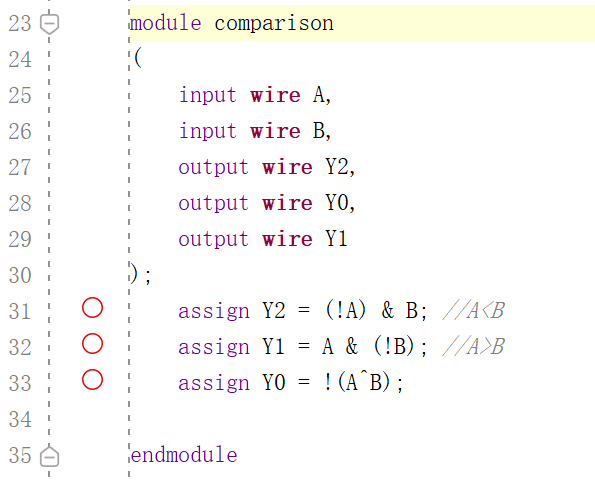 23 module comparison
24 (
25 input wire A,
26 input wire B,
27 output wire Y2,
28 output wire Y0,
29 output wire Y1
30 );
31 assign Y2 = (!A) & B; //A<B
32 assign Y1 = A & (!B); //A>B
33 assign Y0 = !(A^B);
34
35 endmodule